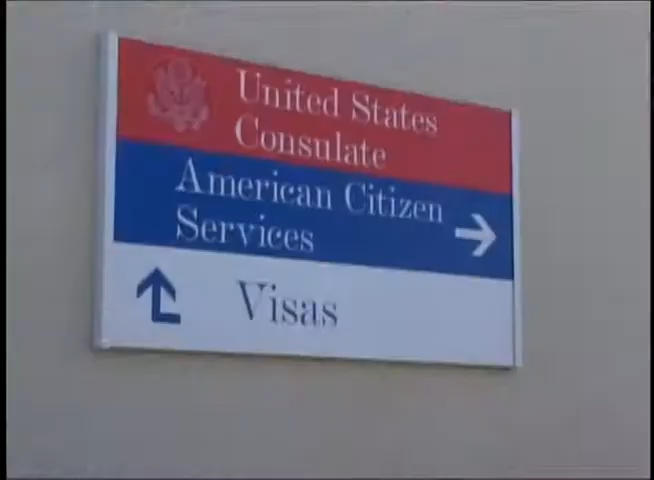 United States
Consulate
American Citizen
Services
Visas